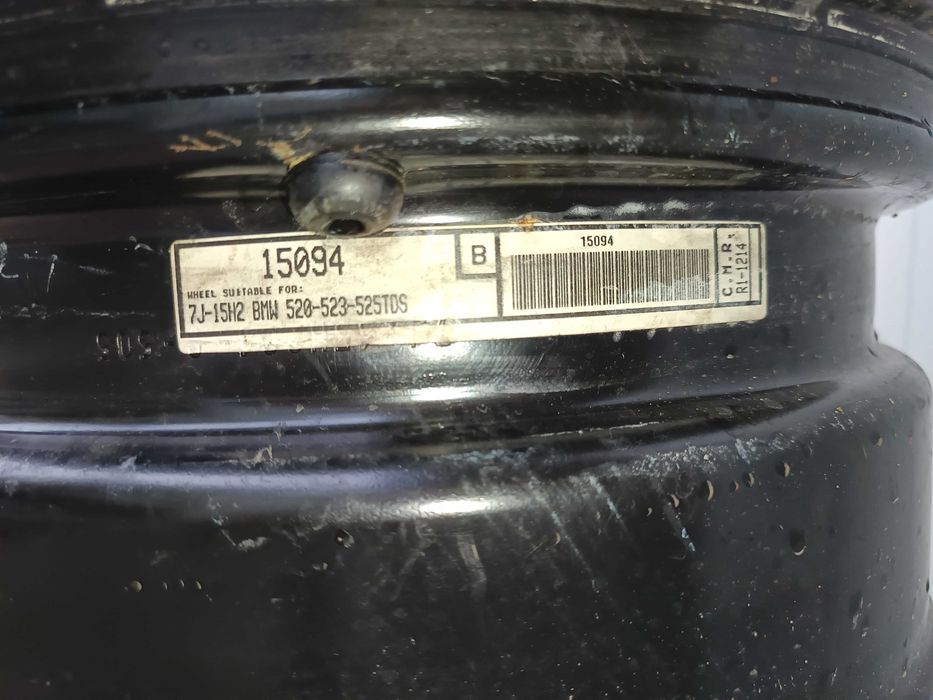 15094
WHEEL SUITABLE FOR:
7J-15H2 BMW 520-523-525TDS
B
15094
C.M.R.
R1-1214